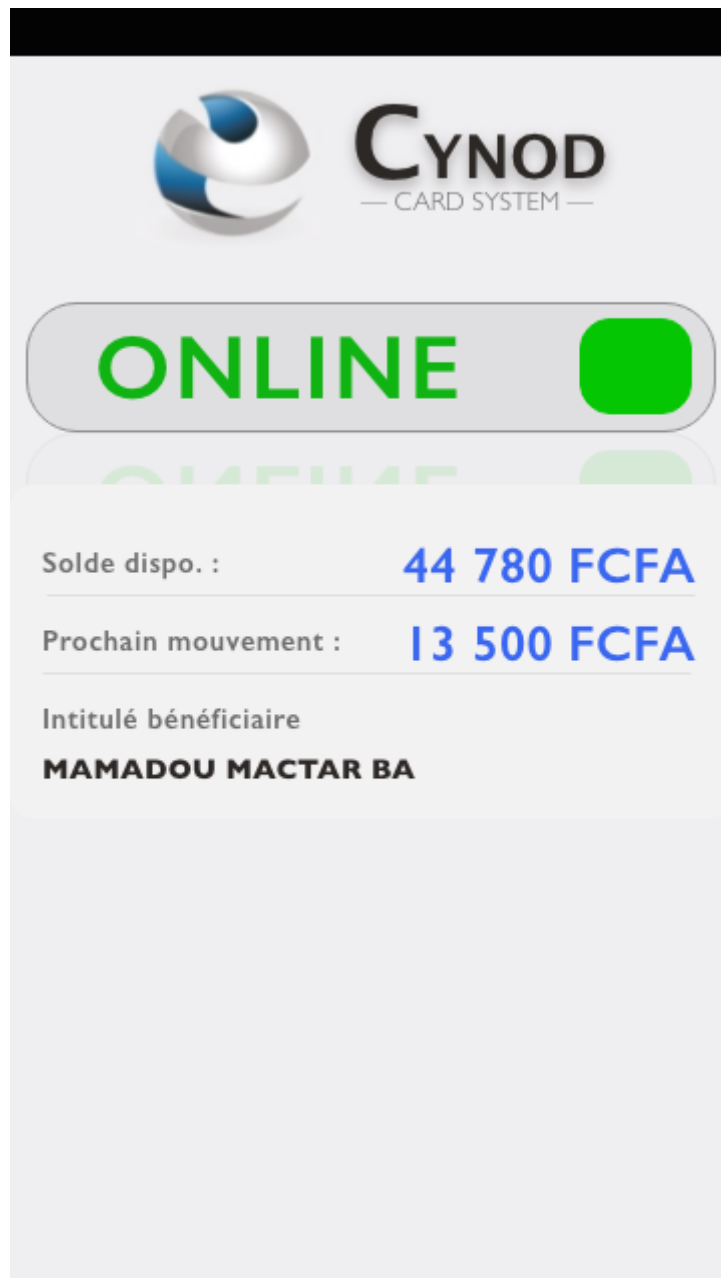 CYNOD
— CARD SYSTEM —
ONLINE
Solde dispo. : 44 780 FCFA
Prochain mouvement : 13 500 FCFA
Intitulé bénéficiaire
MAMADOU MACTAR BA